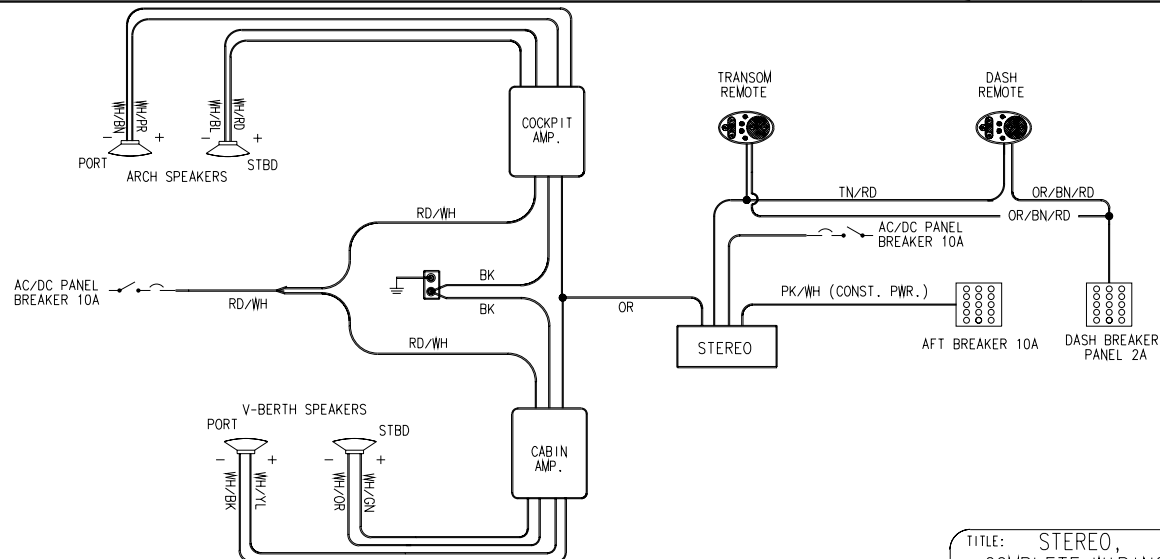 TRANSOM
REMOTE
DASH
REMOTE
COCKPIT
AMP.
WH/BN
WH/PR
WH/BL
WH/RD
- +
- +
PORT
STBD
ARCH SPEAKERS
TN/RD
OR/BN/RD
OR/BN/RD
RD/WH
AC/DC PANEL
BREAKER 10A
AC/DC PANEL
BREAKER 10A
RD/WH
BK
BK
OR
PK/WH (CONST. PWR.)
STEREO
AFT BREAKER 10A
DASH BREAKER
PANEL 2A
RD/WH
V-BERTH SPEAKERS
PORT
STBD
- +
- +
WH/BK
WH/YL
WH/OR
WH/GN
CABIN
AMP.
TITLE: STEREO,